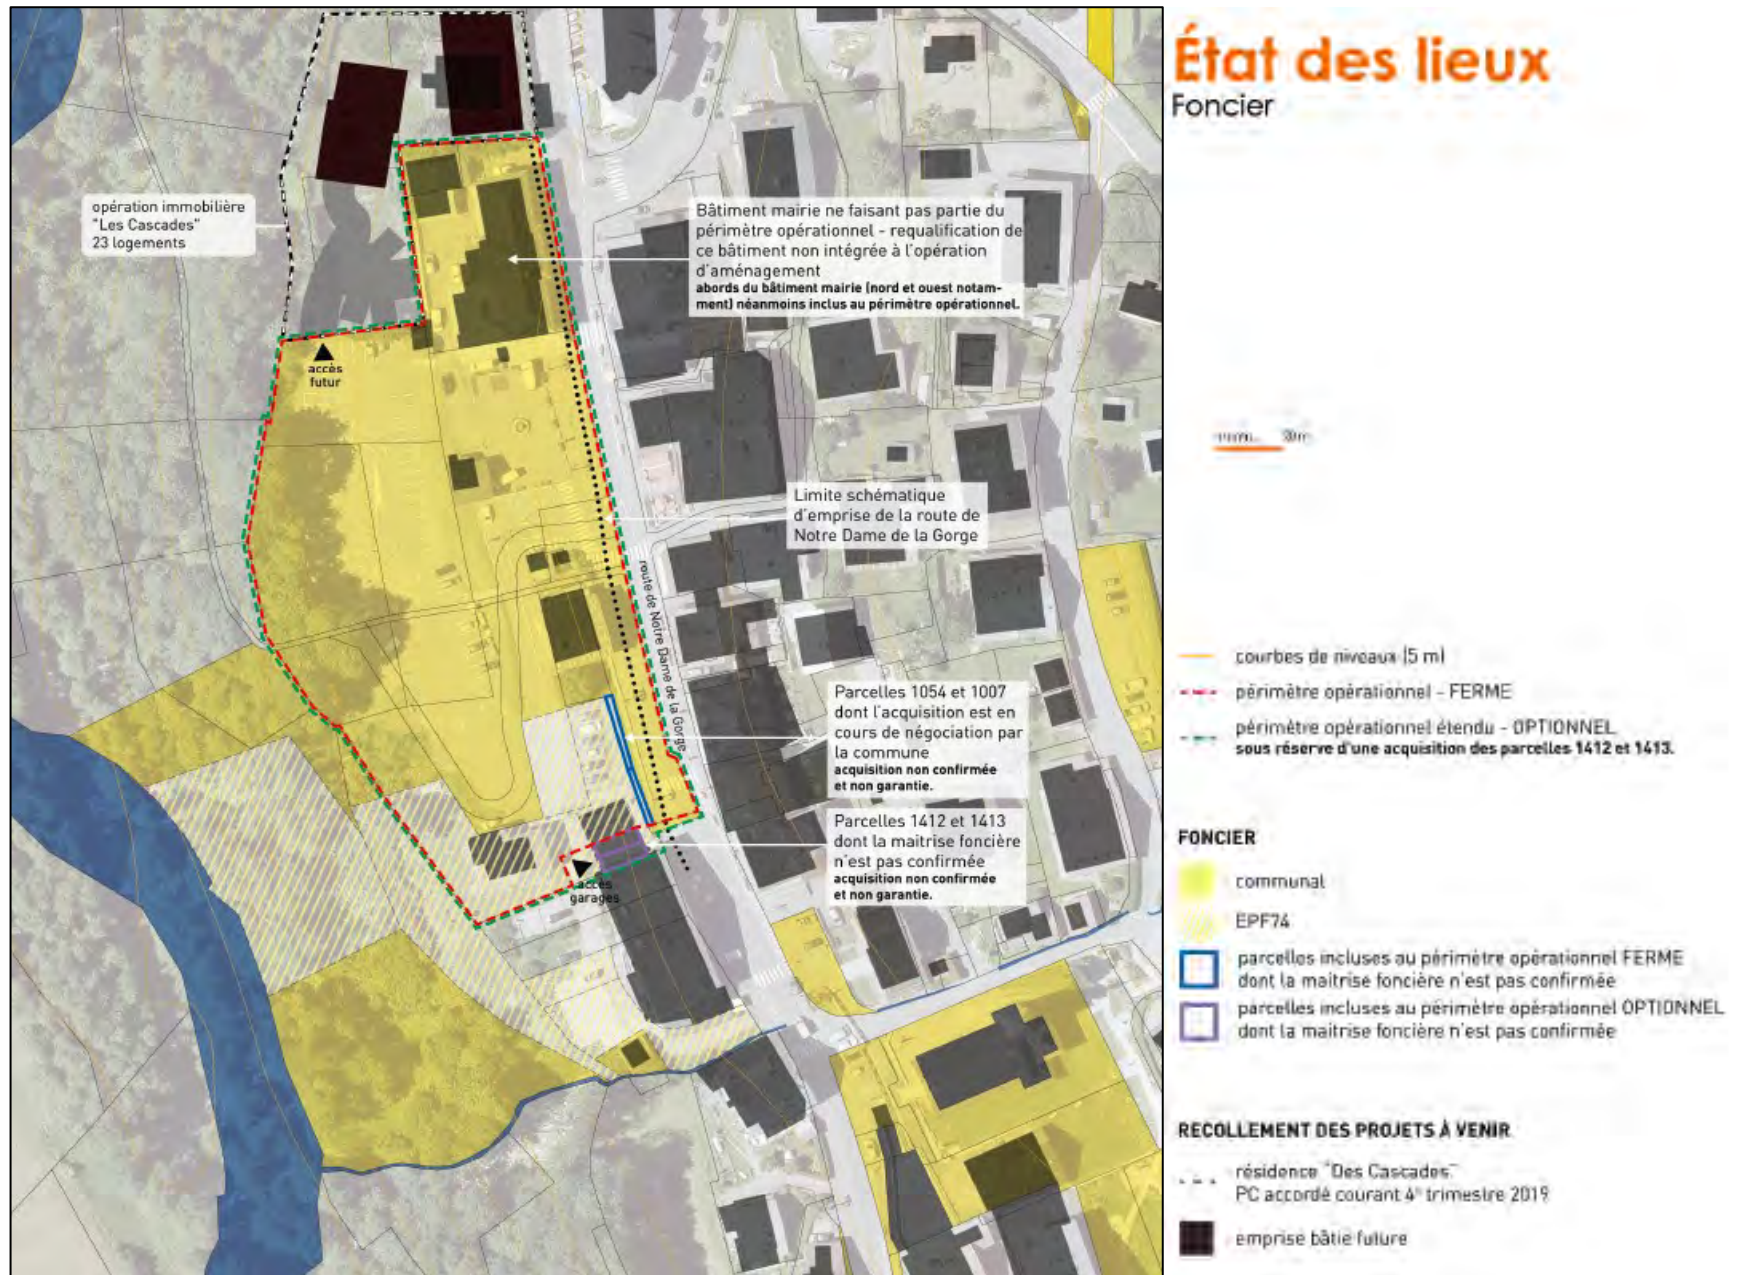 État des lieux
Foncier
opération immobilière
"Les Cascades"
23 logements
Bâtiment mairie ne faisant pas partie du
périmètre opérationnel - requalification de
ce bâtiment non intégrée à l'opération
d'aménagement
abords du bâtiment mairie (nord et ouest notam-
ment) néanmoins inclus au périmètre opérationnel.
accès
futur
Limite schématique
d'emprise de la route de
Notre Dame de la Gorge
route de Notre Dame de la Gorge
Parcelles 1054 et 1007
dont l'acquisition est en
cours de négociation par
la commune
acquisition non confirmée
et non garantie.
Parcelles 1412 et 1413
dont la maitrise foncière
n'est pas confirmée
acquisition non confirmée
et non garantie.
accès
garages
courbes de niveaux (5 m)
périmètre opérationnel - FERME
périmètre opérationnel étendu - OPTIONNEL
sous réserve d'une acquisition des parcelles 1412 et 1413.
FONCIER
communal
EPF74
parcelles incluses au périmètre opérationnel FERME
dont la maitrise foncière n'est pas confirmée
parcelles incluses au périmètre opérationnel OPTIONNEL
dont la maitrise foncière n'est pas confirmée
RECOLLEMENT DES PROJETS À VENIR
résidence "Des Cascades"
PC accordé courant 4° trimestre 2019
emprise bâtie future